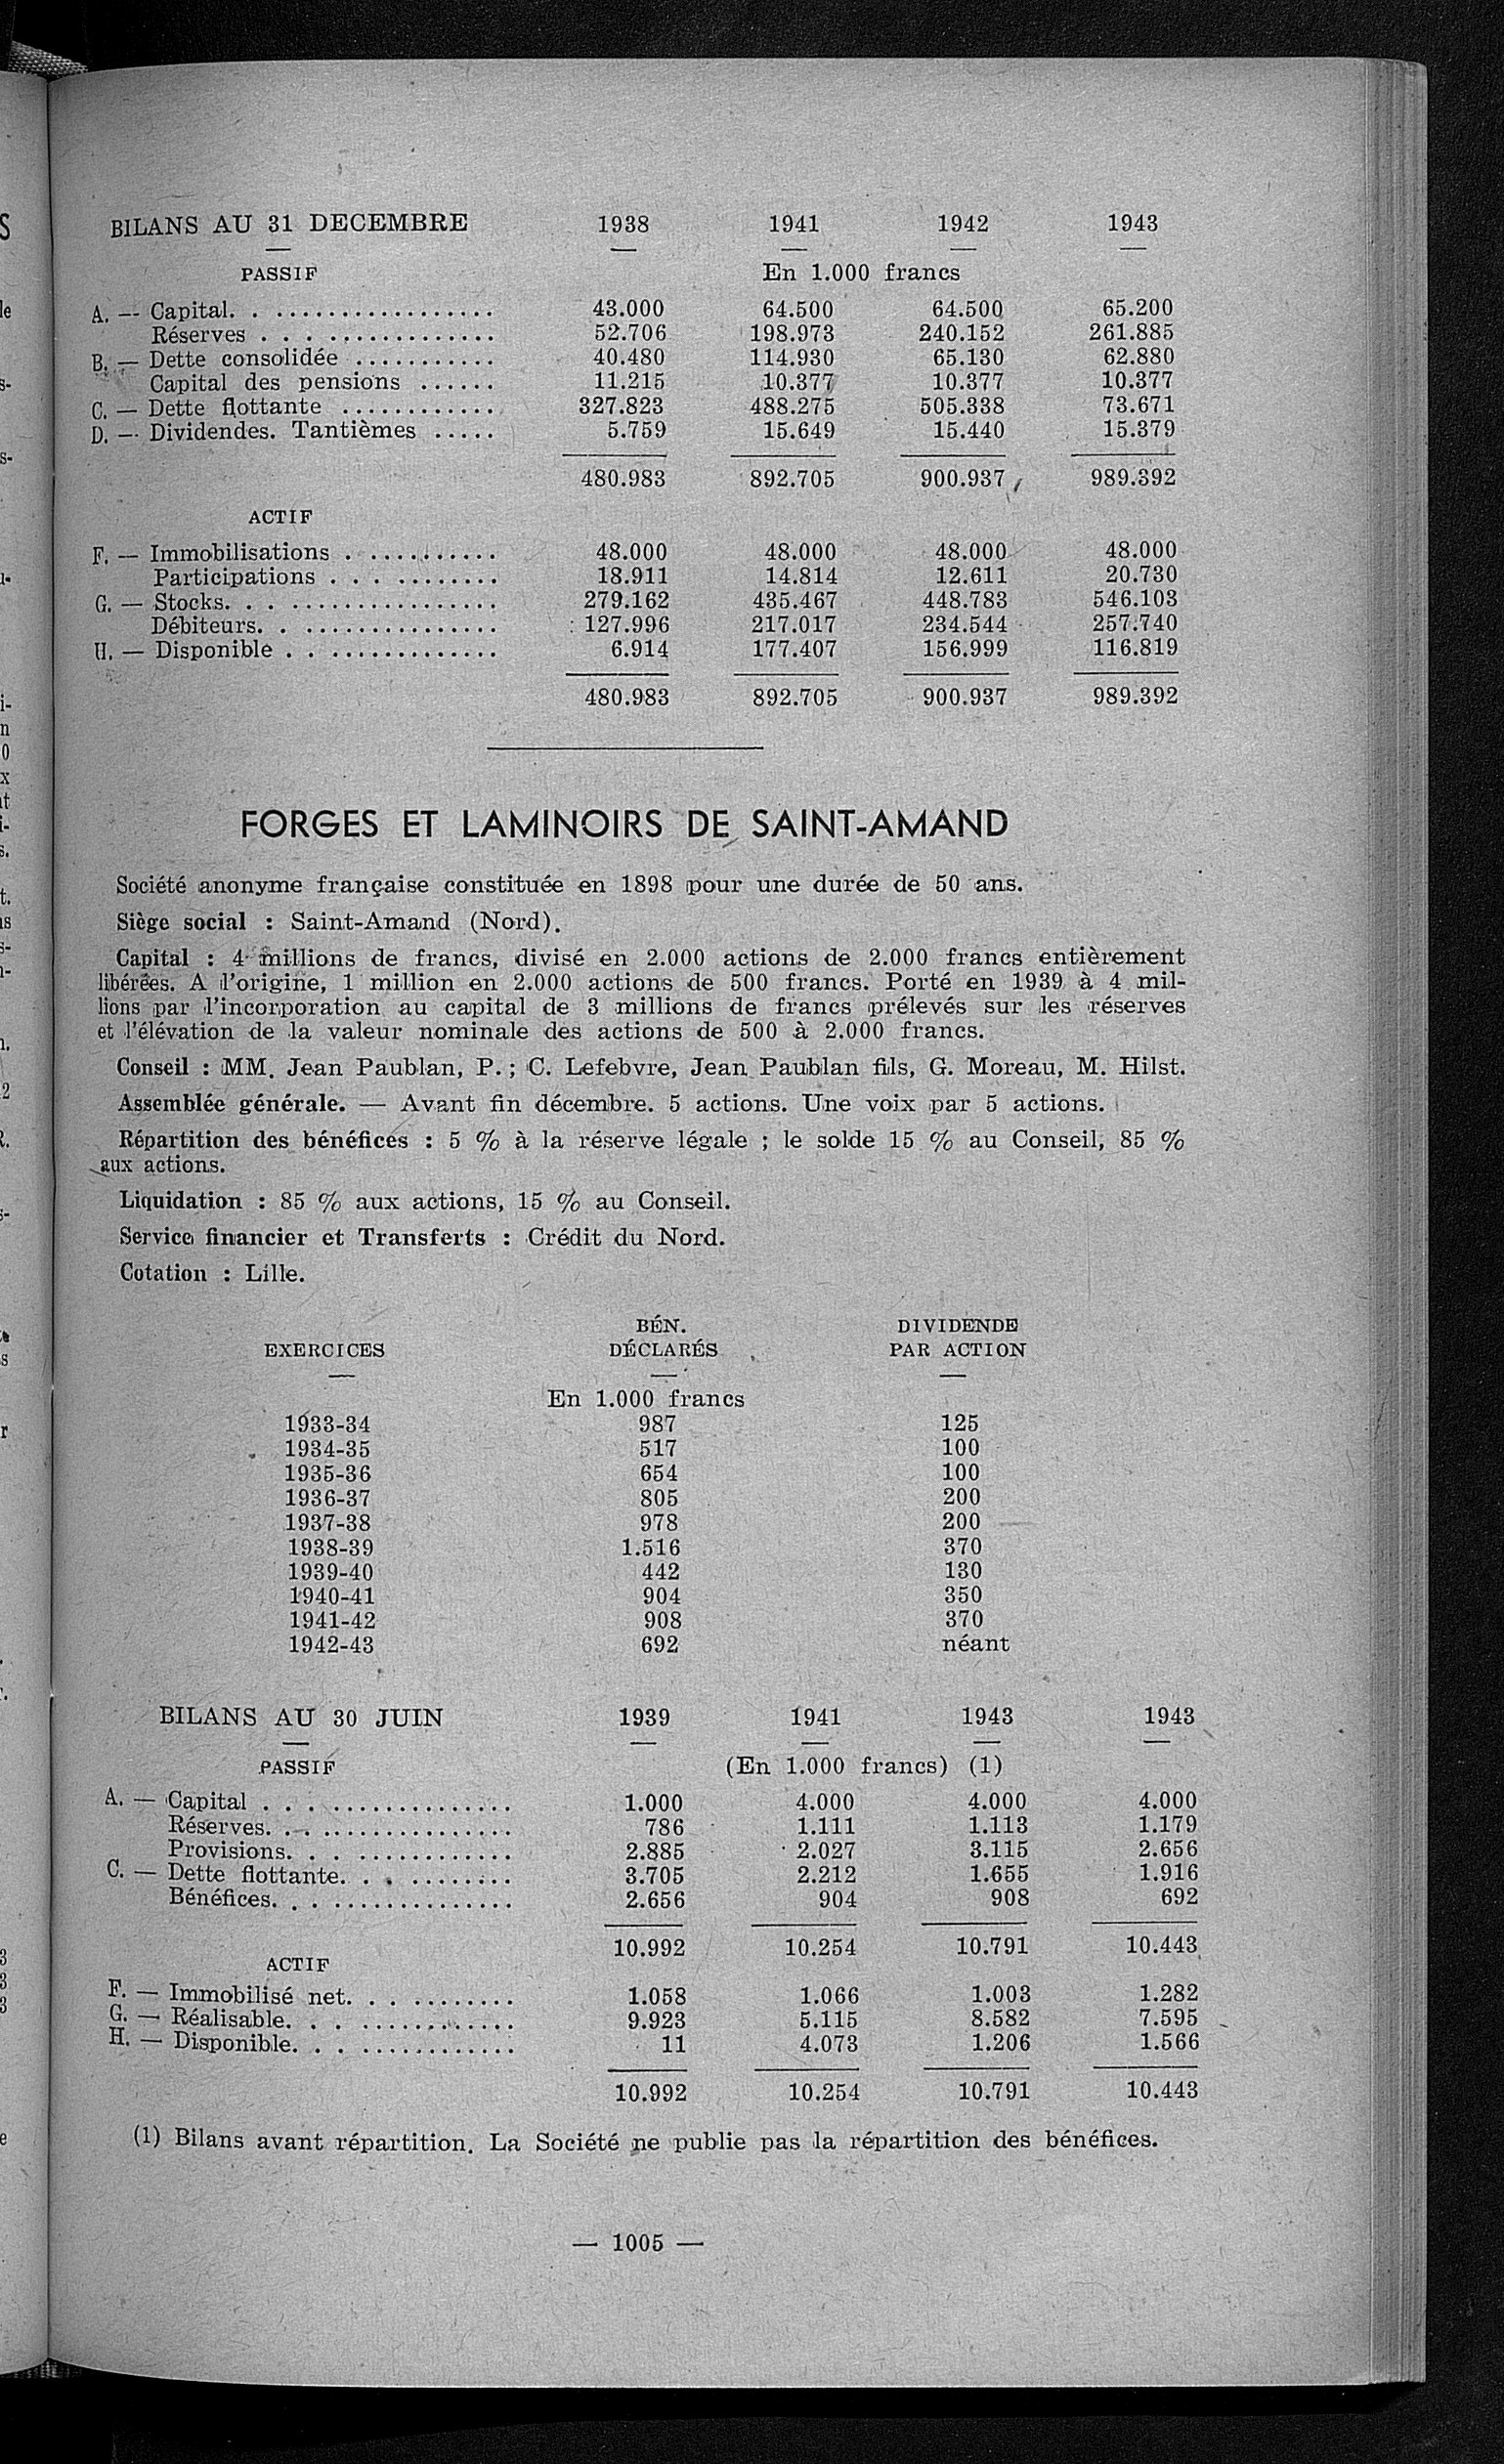 BILANS AU 31 DECEMBRE 1938 1941 1942 1943
PASSIF En 1.000 francs
A. — Capital. . . . . . . . . . . . . . . . . . . 43.000 64.500 64.500 65.200
Réserves . . . . . . . . . . . . . . . . . . 52.706 198.973 240.152 261.885
B. — Dette consolidée . . . . . . . . . . . 40.480 114.930 65.130 62.880
Capital des pensions . . . . . . 11.215 10.377 10.377 10.377
C. — Dette flottante . . . . . . . . . . . . 327.823 488.275 505.338 73.671
D. — Dividendes. Tantièmes . . . . . 5.759 15.649 15.440 15.379
480.983 892.705 900.937 989.392
ACTIF
F. — Immobilisations . . . . . . . . . . . 48.000 48.000 48.000 48.000
Participations . . . . . . . . . . . . 18.911 14.814 12.611 20.730
G. — Stocks. . . . . . . . . . . . . . . . . . . 279.162 435.467 448.783 546.103
Débiteurs. . . . . . . . . . . . . . . . . 127.996 217.017 234.544 257.740
H. — Disponible . . . . . . . . . . . . . . . 6.914 177.407 156.999 116.819
480.983 892.705 900.937 989.392
FORGES ET LAMINOIRS DE SAINT-AMAND
Société anonyme française constituée en 1898 pour une durée de 50 ans.
Siège social : Saint-Amand (Nord).
Capital : 4 millions de francs, divisé en 2.000 actions de 2.000 francs entièrement
libérées. A l'origine, 1 million en 2.000 actions de 500 francs. Porté en 1939 à 4 mil-
lions par l'incorporation au capital de 3 millions de francs prélevés sur les réserves
et l'élévation de la valeur nominale des actions de 500 à 2.000 francs.
Conseil : MM. Jean Paublan, P.; C. Lefebvre, Jean Paublan fils, G. Moreau, M. Hilst.
Assemblée générale. — Avant fin décembre. 5 actions. Une voix par 5 actions.
Répartition des bénéfices : 5 % à la réserve légale ; le solde 15 % au Conseil, 85 %
aux actions.
Liquidation : 85 % aux actions, 15 % au Conseil.
Service financier et Transferts : Crédit du Nord.
Cotation : Lille.
BÉN. DIVIDENDE
EXERCICES DÉCLARÉS PAR ACTION
En 1.000 francs
1933-34 987 125
1934-35 517 100
1935-36 654 100
1936-37 805 200
1937-38 978 200
1938-39 1.516 370
1939-40 442 130
1940-41 904 350
1941-42 908 370
1942-43 692 néant
BILANS AU 30 JUIN 1939 1941 1943 1943
PASSIF (En 1.000 francs) (1)
A. — Capital . . . . . . . . . . . . . . . . . 1.000 4.000 4.000 4.000
Réserves. . . . . . . . . . . . . . . . . 786 1.111 1.113 1.179
Provisions. . . . . . . . . . . . . . . 2.885 2.027 3.115 2.656
C. — Dette flottante. . . . . . . . . . . 3.705 2.212 1.655 1.916
Bénéfices. . . . . . . . . . . . . . . . . 2.656 904 908 692
10.992 10.254 10.791 10.443
ACTIF
F. — Immobilisé net. . . . . . . . . . . 1.058 1.066 1.003 1.282
G. — Réalisable. . . . . . . . . . . . . . . 9.923 5.115 8.582 7.595
H. — Disponible. . . . . . . . . . . . . . . 11 4.073 1.206 1.566
10.992 10.254 10.791 10.443
(1) Bilans avant répartition. La Société ne publie pas la répartition des bénéfices.
— 1005 —